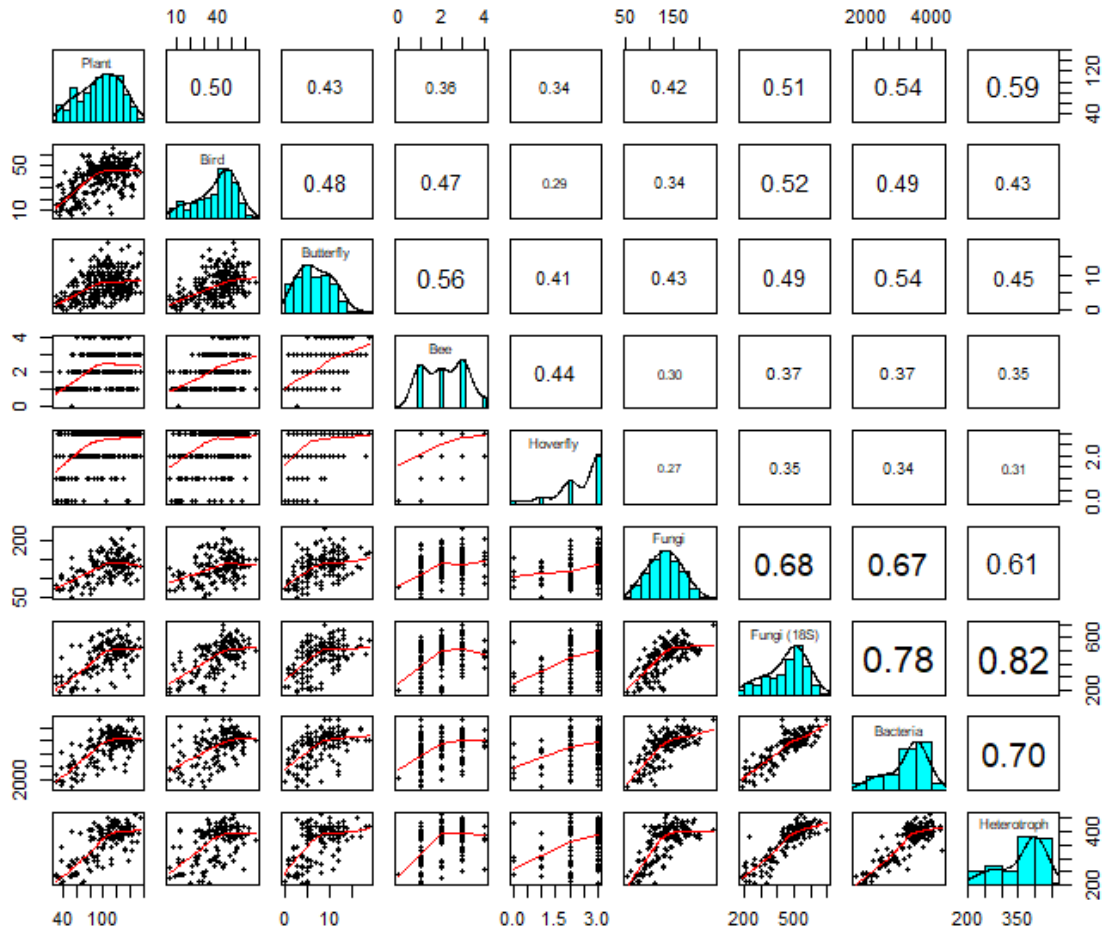 10 40 0 2 4 50 150 2000 4000
Plant 0.50 0.43 0.36 0.34 0.42 0.51 0.54 0.59 40 120
10 50 Bird 0.48 0.47 0.29 0.34 0.52 0.49 0.43
Butterfly 0.56 0.41 0.43 0.49 0.54 0.45 0 10
0 2 4 Bee 0.44 0.30 0.37 0.37 0.35
Hoverfly 0.27 0.35 0.34 0.31 0.0 2.0
50 200 Fungi 0.68 0.67 0.61
Fungi (18S) 0.78 0.82 200 600
2000 Bacteria 0.70
Heterotroph 200 400
40 100 0 10 0.0 1.5 3.0 200 500 200 350